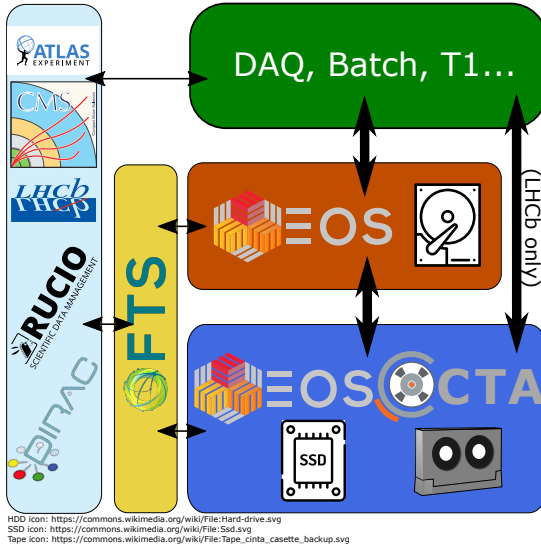 ATLAS
EXPERIMENT
CMS
LHCb
LHCb
RUCIO
SCIENTIFIC DATA MANAGEMENT
DIRAC
FTS
DAQ, Batch, T1...
EOS
(LHCb only)
EOS CTA
SSD
HDD icon: https://commons.wikimedia.org/wiki/File:Hard-drive.svg
SSD icon: https://commons.wikimedia.org/wiki/File:Ssd.svg
Tape icon: https://commons.wikimedia.org/wiki/File:Tape_cinta_casette_backup.svg